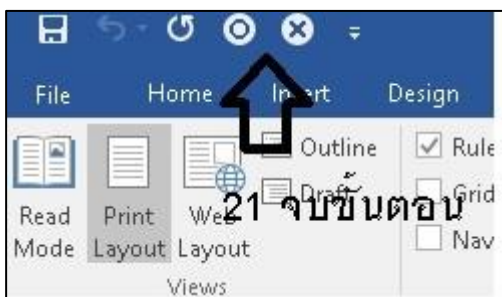 File Home Insert Design
Outline Rule
Draft Grid
21 จบขั้นตอน
Read Print Web Nav
Mode Layout Layout
Views